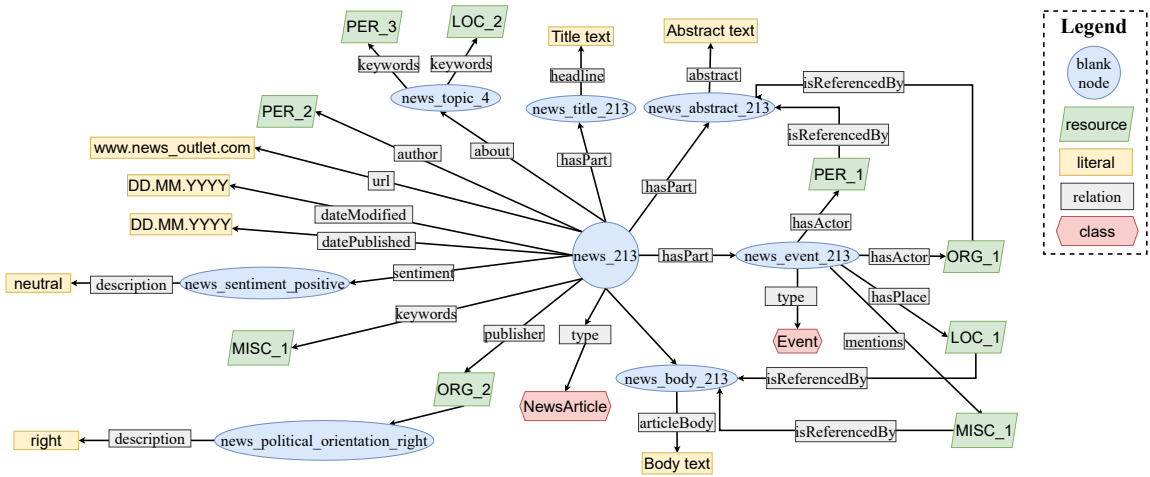 PER_3
LOC_2
Title text
Abstract text
keywords
keywords
headline
abstract
isReferencedBy
news_topic_4
news_title_213
news_abstract_213
PER_2
isReferencedBy
www.news_outlet.com
author
about
hasPart
url
hasPart
PER_1
DD.MM.YYYY
dateModified
hasActor
DD.MM.YYYY
datePublished
news_213
hasPart
news_event_213
hasActor
ORG_1
neutral
description
news_sentiment_positive
sentiment
type
hasPlace
keywords
publisher
type
Event
mentions
LOC_1
MISC_1
ORG_2
news_body_213
isReferencedBy
NewsArticle
articleBody
isReferencedBy
MISC_1
right
description
news_political_orientation_right
Body text
Legend
blank
node
resource
literal
relation
class